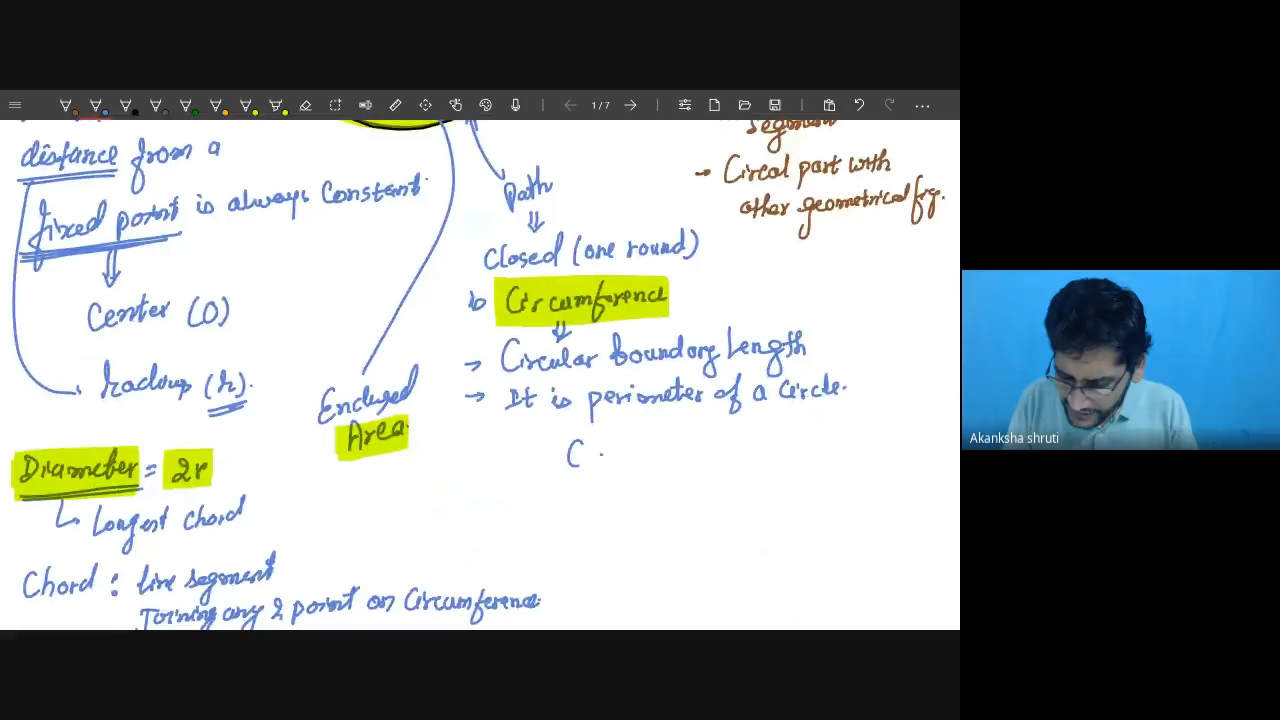 1/7
distance from a
fixed point is always constant.
Center (O)
radius (r).
Diameter = 2r
Longest chord
Chord : line segment
Joining any 2 point on Circumference
Enclosed
Area
Path
Closed (one round)
Circumference
→ Circular boundary length
→ It is perimeter of a circle.
C
segment
→ Circal part with
other geometrical fig.
Akanksha shruti